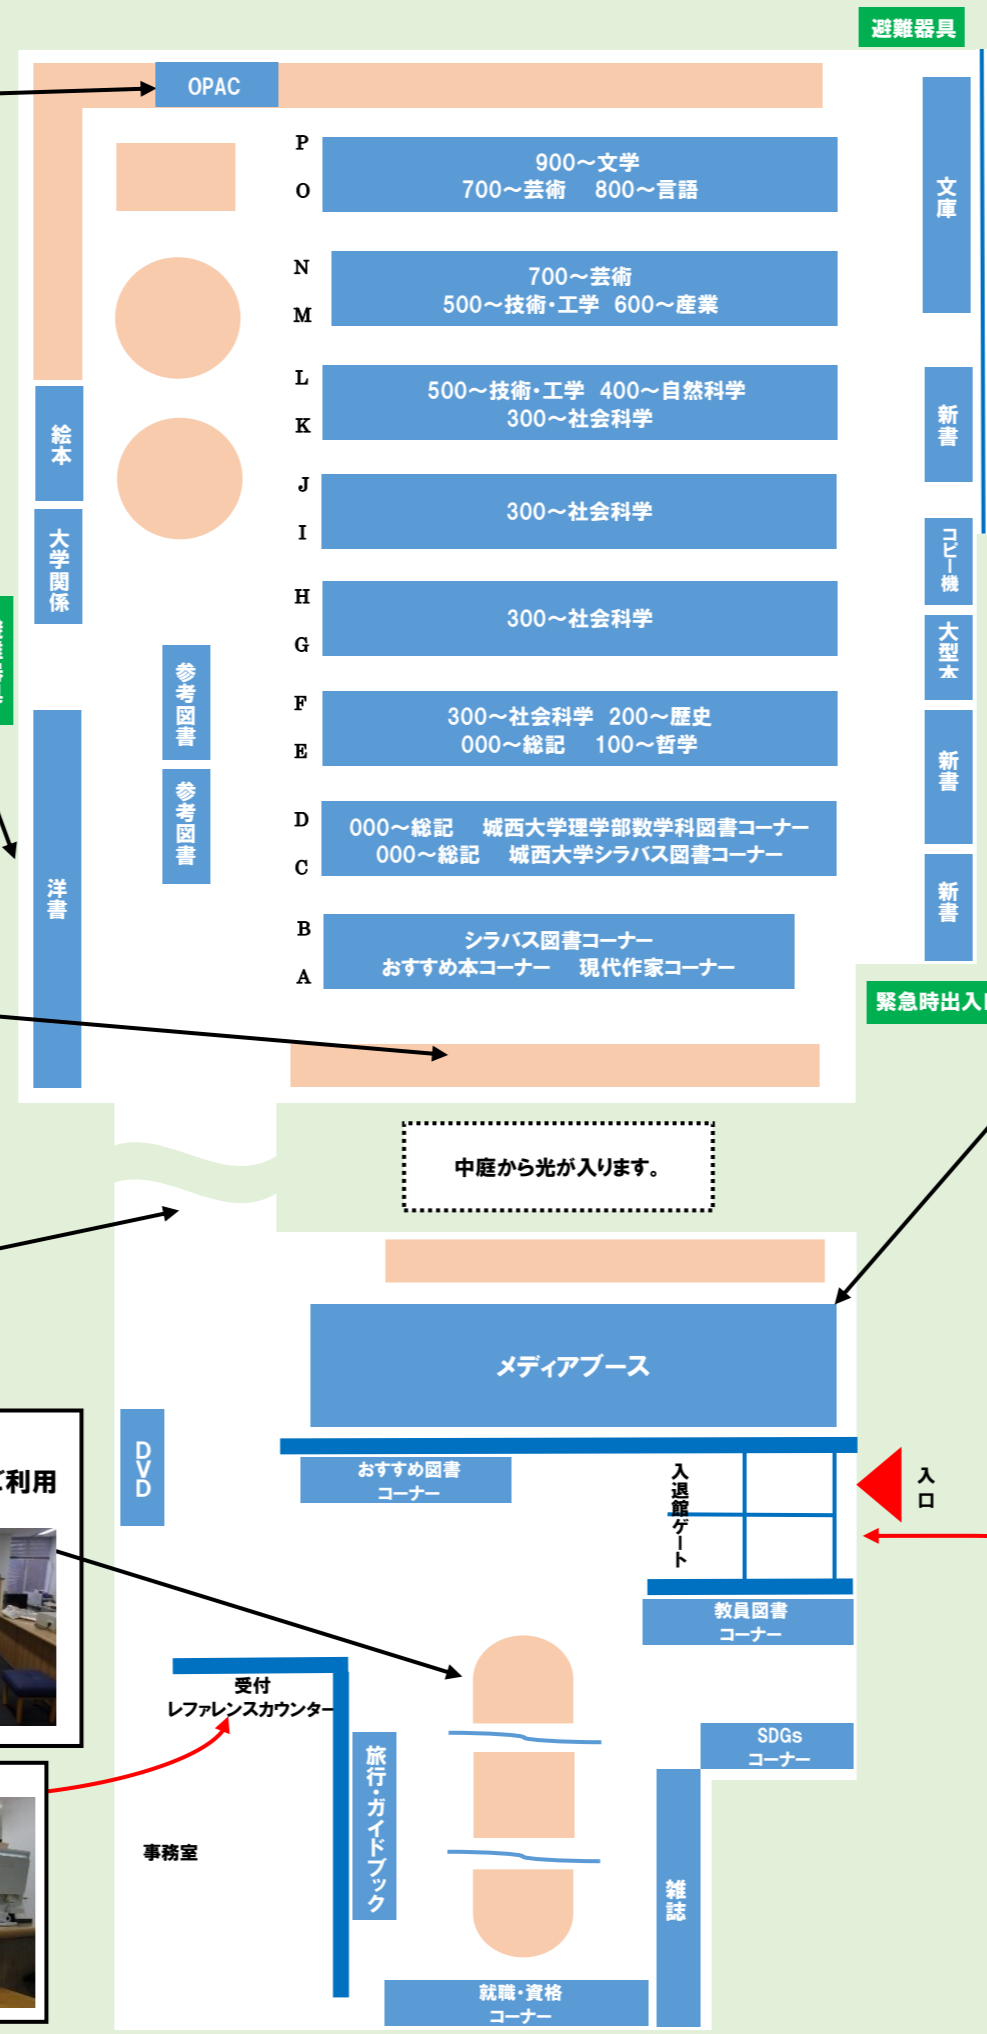 避難器具
OPAC
P
O
900～文学
700～芸術　800～言語
文庫
N
M
700～芸術
500～技術・工学　600～産業
L
K
500～技術・工学　400～自然科学
300～社会科学
新書
絵本
J
I
300～社会科学
大学関係
コピー機
H
G
300～社会科学
大型本
参考図書
F
E
300～社会科学　200～歴史
000～総記　100～哲学
新書
参考図書
D
C
000～総記　城西大学理学部数学科図書コーナー
000～総記　城西大学シラバス図書コーナー
新書
洋書
B
A
シラバス図書コーナー
おすすめ本コーナー　現代作家コーナー
緊急時出入口
中庭から光が入ります。
メディアブース
DVD
おすすめ図書
コーナー
入退館ゲート
入口
ご利用
教員図書
コーナー
受付
レファレンスカウンター
SDGs
コーナー
旅行・ガイドブック
事務室
雑誌
就職・資格
コーナー